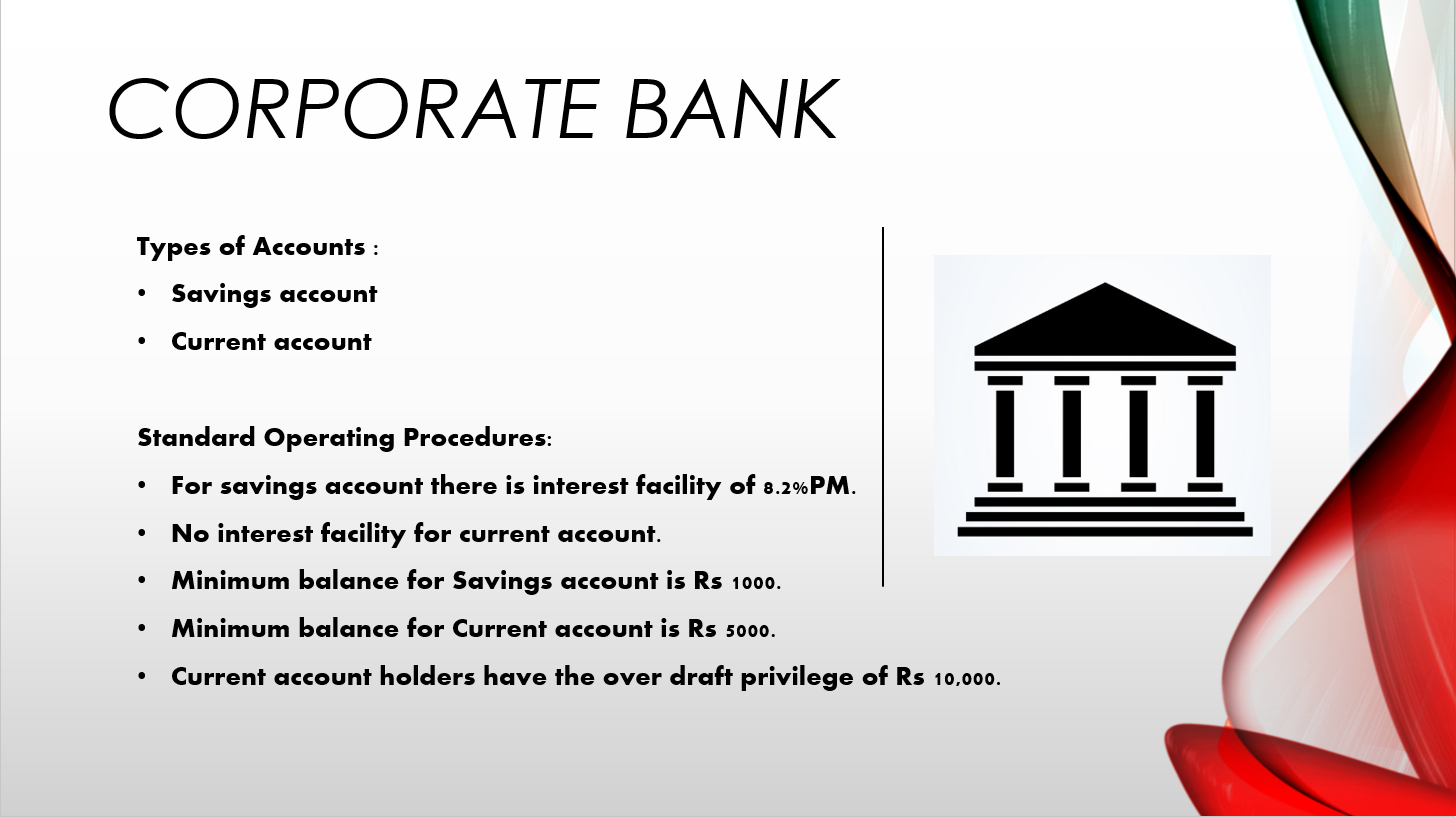 CORPORATE BANK
Types of Accounts :
• Savings account
• Current account
Standard Operating Procedures:
• For savings account there is interest facility of 8.2%PM.
• No interest facility for current account.
• Minimum balance for Savings account is Rs 1000.
• Minimum balance for Current account is Rs 5000.
• Current account holders have the over draft privilege of Rs 10,000.